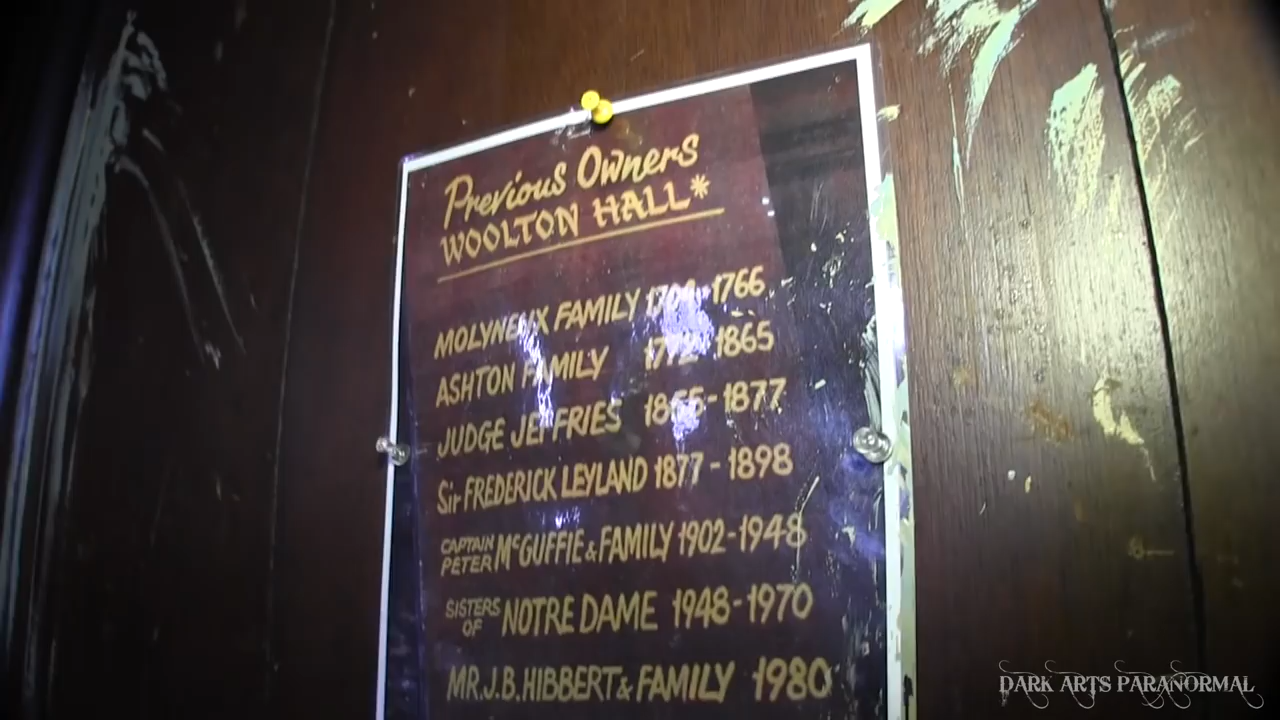 Previous Owners
WOOLTON HALL*
MOLYNEUX FAMILY 1704-1766
ASHTON FAMILY 1772-1865
JUDGE JEFFRIES 1865-1877
Sir FREDERICK LEYLAND 1877-1898
CAPTAIN PETER McGUFFIE & FAMILY 1902-1948
SISTERS OF NOTRE DAME 1948-1970
MR. J.B. HIBBERT & FAMILY 1980
DARK ARTS PARANORMAL